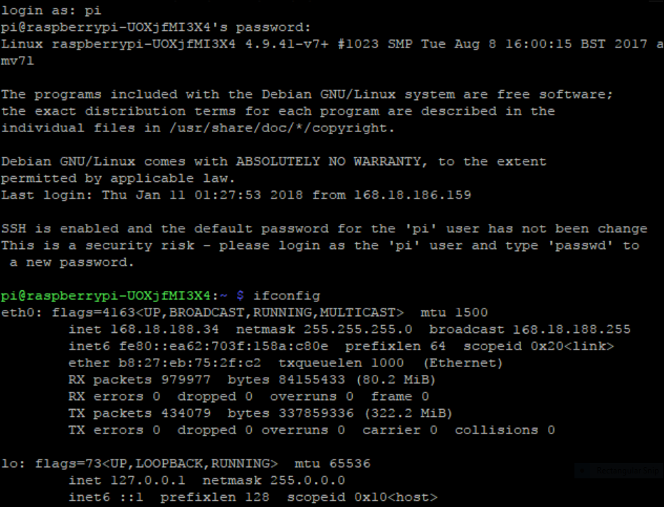 login as: pi
pi@raspberrypi-UOXjfMI3X4's password:
Linux raspberrypi-UOXjfMI3X4 4.9.41-v7+ #1023 SMP Tue Aug 8 16:00:15 BST 2017 a
mv7l
The programs included with the Debian GNU/Linux system are free software;
the exact distribution terms for each program are described in the
individual files in /usr/share/doc/*/copyright.
Debian GNU/Linux comes with ABSOLUTELY NO WARRANTY, to the extent
permitted by applicable law.
Last login: Thu Jan 11 01:27:53 2018 from 168.18.186.159
SSH is enabled and the default password for the 'pi' user has not been change
This is a security risk - please login as the 'pi' user and type 'passwd' to
a new password.
pi@raspberrypi-UOXjfMI3X4:~ $ ifconfig
eth0: flags=4163<UP,BROADCAST,RUNNING,MULTICAST>  mtu 1500
inet 168.18.188.34  netmask 255.255.255.0  broadcast 168.18.188.255
inet6 fe80::ea62:703f:158a:c80e  prefixlen 64  scopeid 0x20<link>
ether b8:27:eb:75:2f:c2  txqueuelen 1000  (Ethernet)
RX packets 979977  bytes 84155433 (80.2 MiB)
RX errors 0  dropped 0  overruns 0  frame 0
TX packets 434079  bytes 337859336 (322.2 MiB)
TX errors 0  dropped 0 overruns 0  carrier 0  collisions 0
lo: flags=73<UP,LOOPBACK,RUNNING>  mtu 65536
inet 127.0.0.1  netmask 255.0.0.0
inet6 ::1  prefixlen 128  scopeid 0x10<host>